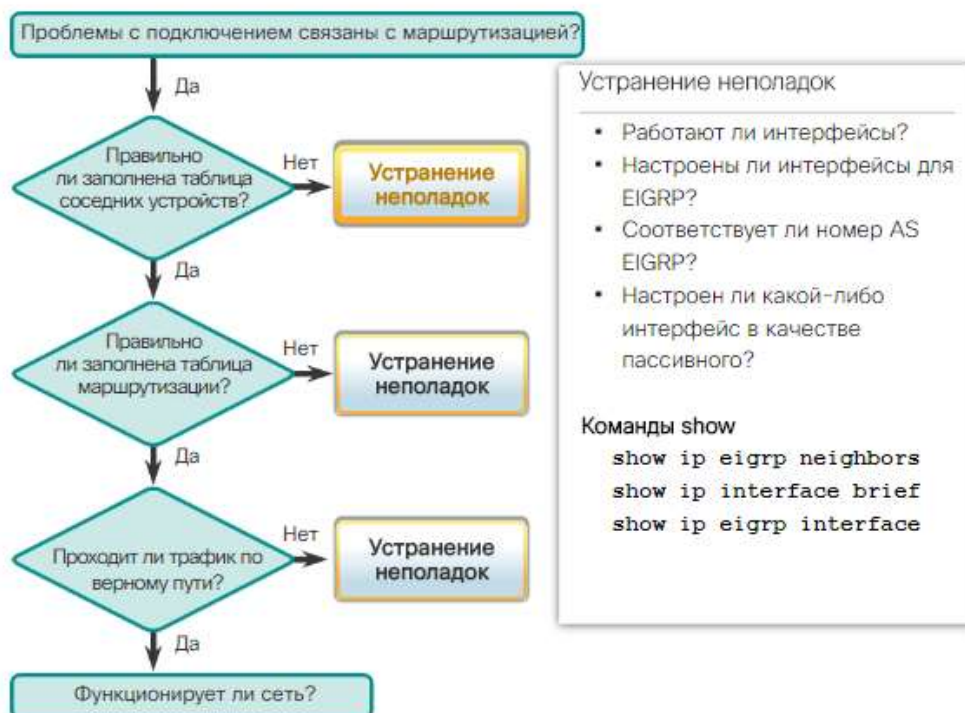 Проблемы с подключением связаны с маршрутизацией?
Да
Правильно
ли заполнена таблица
соседних устройств?
Нет
Устранение
неполадок
Да
Правильно
ли заполнена таблица
маршрутизации?
Нет
Устранение
неполадок
Да
Проходит ли трафик по
верному пути?
Нет
Устранение
неполадок
Да
Функционирует ли сеть?
Устранение неполадок
• Работают ли интерфейсы?
• Настроены ли интерфейсы для
EIGRP?
• Соответствует ли номер AS
EIGRP?
• Настроен ли какой-либо
интерфейс в качестве
пассивного?
Команды show
show ip eigrp neighbors
show ip interface brief
show ip eigrp interface